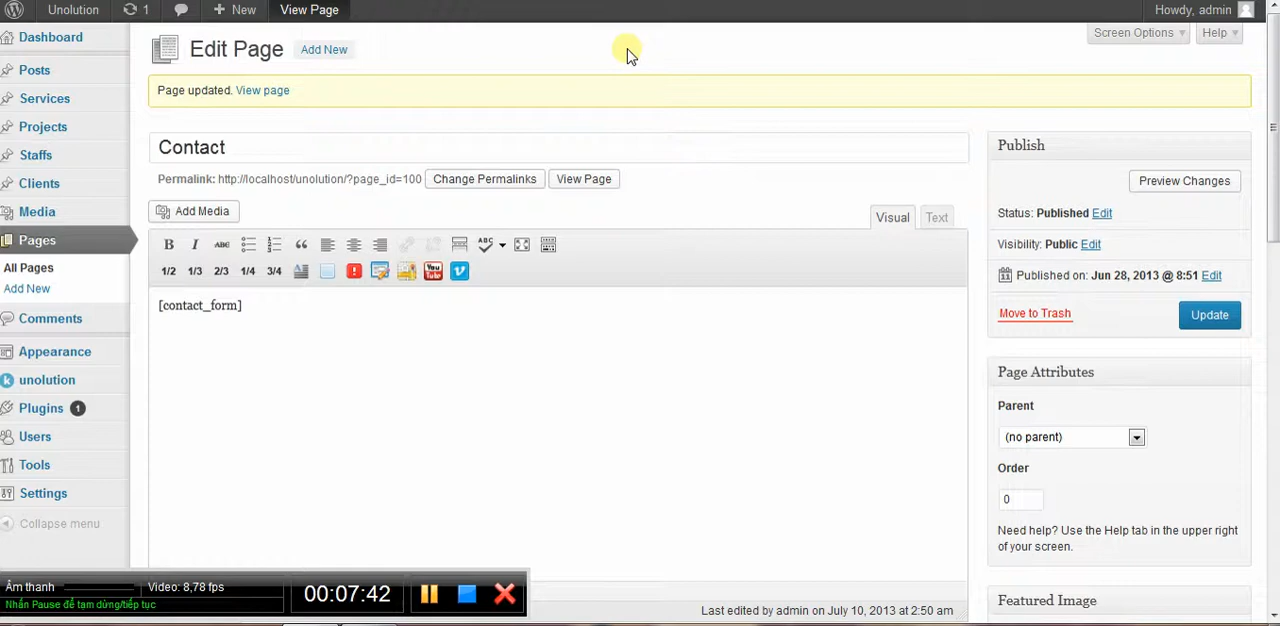 Unolution 1 New View Page Howdy, admin
Dashboard
Posts
Services
Projects
Staffs
Clients
Media
Pages
All Pages
Add New
Comments
Appearance
unolution
Plugins 1
Users
Tools
Settings
Collapse menu
Screen Options Help
Edit Page Add New
Page updated. View page
Contact
Permalink: http://localhost/unolution/?page_id=100 Change Permalinks View Page
Add Media
Visual Text
B I ABC ABC
1/2 1/3 2/3 1/4 3/4 You Tube
[contact_form]
Last edited by admin on July 10, 2013 at 2:50 am
Publish
Preview Changes
Status: Published Edit
Visibility: Public Edit
Published on: Jun 28, 2013 @ 8:51 Edit
Move to Trash Update
Page Attributes
Parent
(no parent)
Order
0
Need help? Use the Help tab in the upper right
of your screen.
Featured Image
Âm thanh Video: 8,78 fps
Nhấn Pause để tạm dừng/tiếp tục
00:07:42